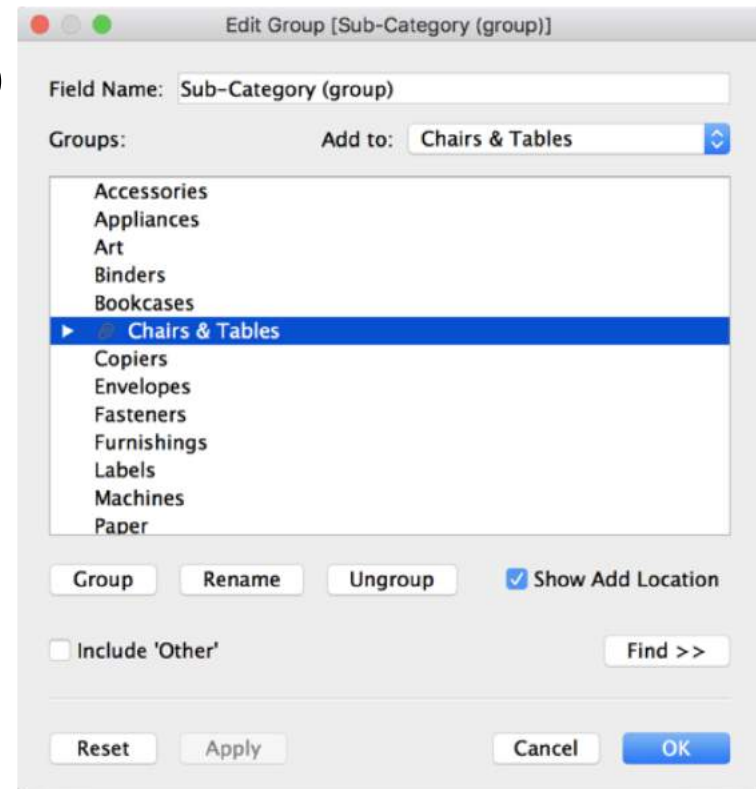 Edit Group [Sub-Category (group)]
Field Name: Sub-Category (group)
Groups: Add to: Chairs & Tables
Accessories
Appliances
Art
Binders
Bookcases
Chairs & Tables
Copiers
Envelopes
Fasteners
Furnishings
Labels
Machines
Paper
Group Rename Ungroup Show Add Location
Include 'Other' Find >>
Reset Apply Cancel OK